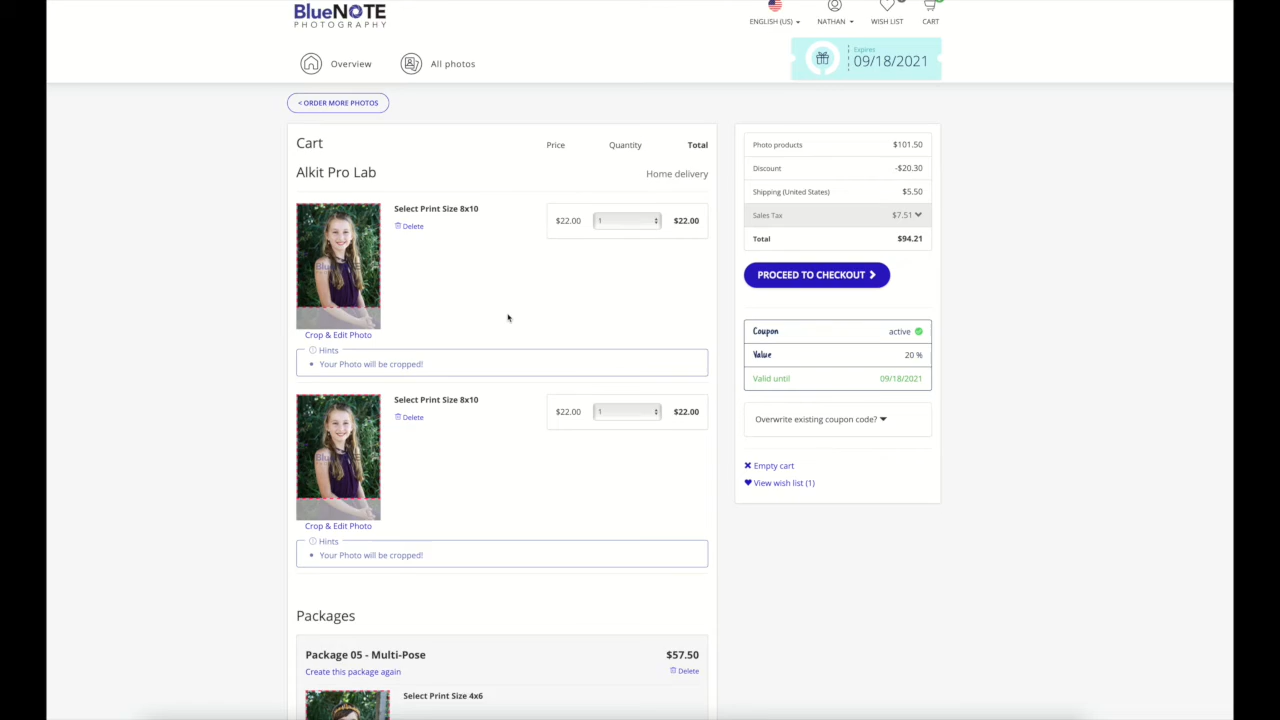 BlueNOTE
PHOTOGRAPHY
ENGLISH (US)
NATHAN
WISH LIST
CART
Overview
All photos
Expires
09/18/2021
< ORDER MORE PHOTOS
Cart
Price
Quantity
Total
Alkit Pro Lab
Home delivery
Select Print Size 8x10
Delete
$22.00
1
$22.00
Crop & Edit Photo
Hints
Your Photo will be cropped!
Select Print Size 8x10
Delete
$22.00
1
$22.00
Crop & Edit Photo
Hints
Your Photo will be cropped!
Packages
Package 05 - Multi-Pose
$57.50
Create this package again
Delete
Select Print Size 4x6
Photo products $101.50
Discount -$20.30
Shipping (United States) $5.50
Sales Tax $7.51
Total $94.21
PROCEED TO CHECKOUT
Coupon active
Value 20 %
Valid until 09/18/2021
Overwrite existing coupon code?
Empty cart
View wish list (1)